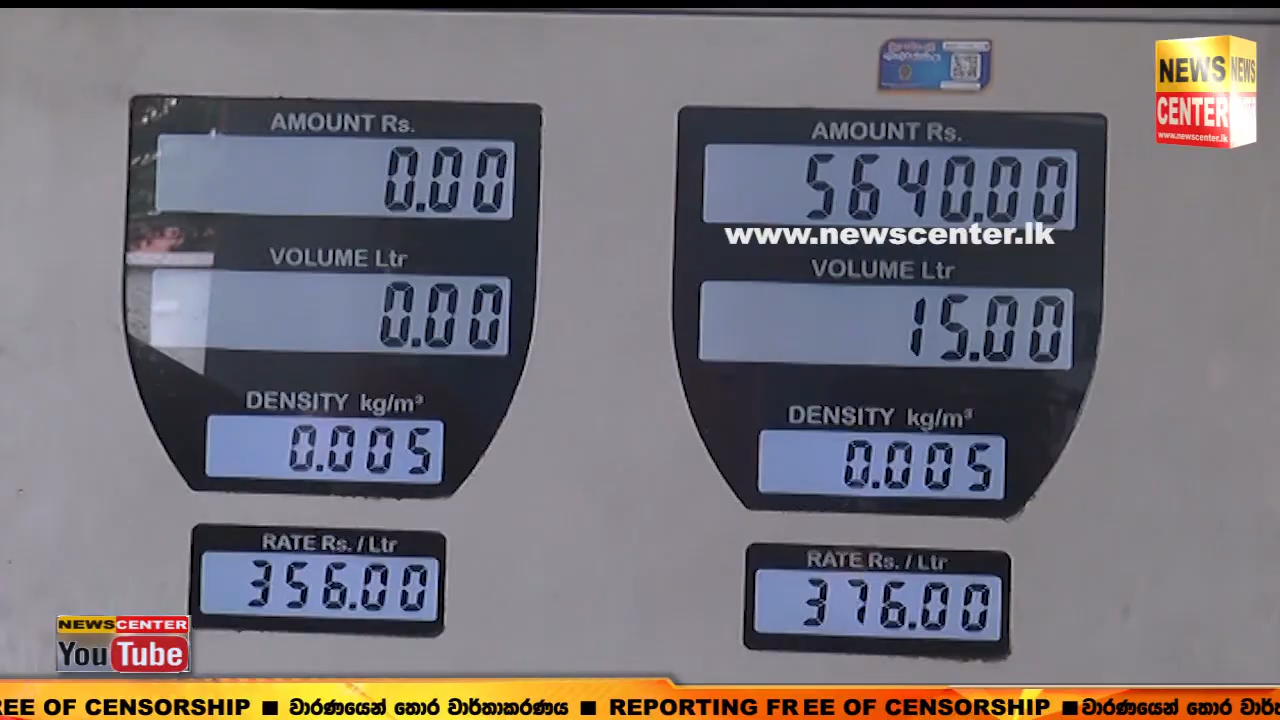 NEWS NEWS
CENTER
www.newscenter.lk
AMOUNT Rs.
0.00
VOLUME Ltr
0.00
DENSITY kg/m³
0.005
RATE Rs. / Ltr
356.00
AMOUNT Rs.
5640.00
www.newscenter.lk
VOLUME Ltr
15.00
DENSITY kg/m³
0.005
RATE Rs. / Ltr
376.00
NEWSCENTER
YouTube
REE OF CENSORSHIP ■ වාරණයෙන් තොර වාර්තාකරණය ■ REPORTING FREE OF CENSORSHIP ■ වාරණයෙන් තොර වාර්